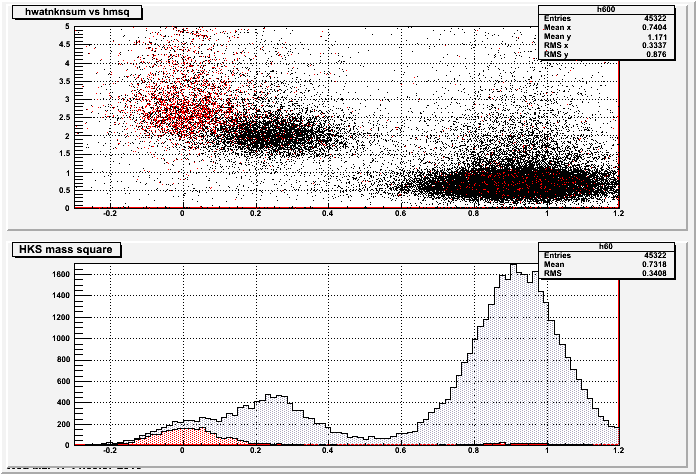 hwatnknsum vs hmsq
h600
Entries 45322
Mean x 0.7404
Mean y 1.171
RMS x 0.3337
RMS y 0.876
5
4.5
4
3.5
3
2.5
2
1.5
1
0.5
0
-0.2 0 0.2 0.4 0.6 0.8 1 1.2
HKS mass square
h60
Entries 45322
Mean 0.7318
RMS 0.3408
1600
1400
1200
1000
800
600
400
200
0
-0.2 0 0.2 0.4 0.6 0.8 1 1.2